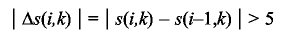 | Δs(i,k) | = | s(i,k) – s(i–1,k) | > 5